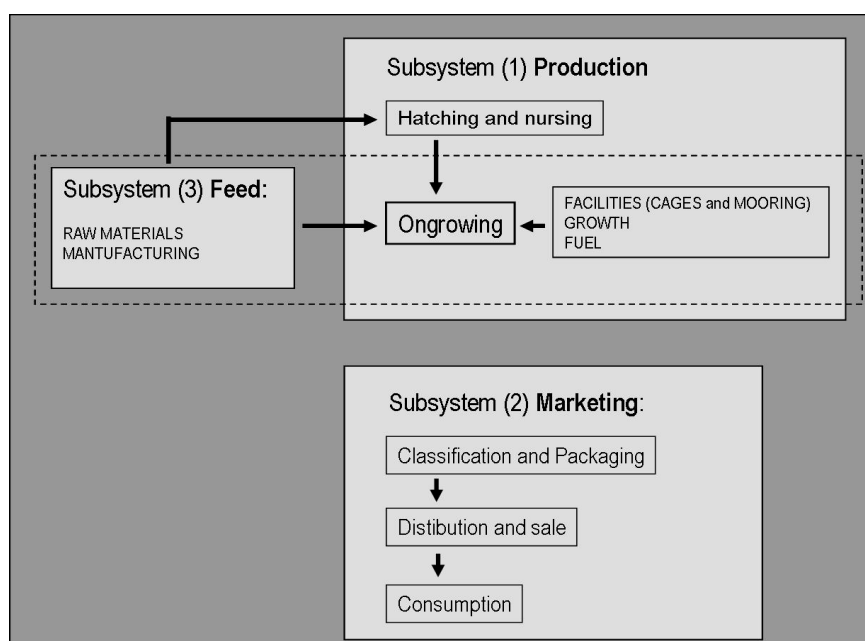 Subsystem (1) Production
Hatching and nursing
Subsystem (3) Feed:
RAW MATERIALS
MANTUFACTURING
Ongrowing
FACILITIES (CAGES and MOORING)
GROWTH
FUEL
Subsystem (2) Marketing:
Classification and Packaging
Distibution and sale
Consumption